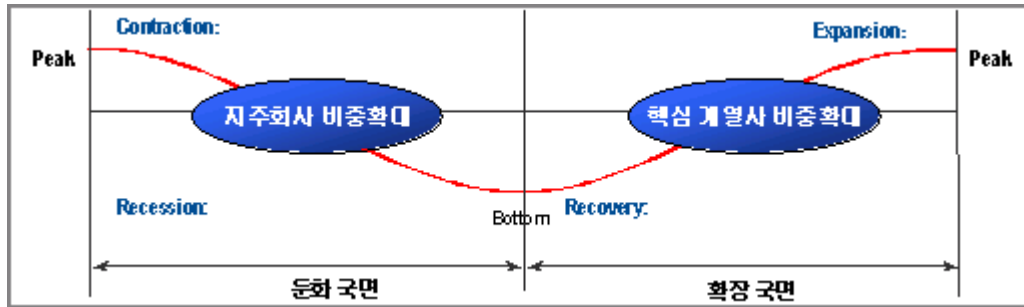 Contraction:
Expansion:
Peak
Peak
지주회사 비중확대
핵심 계열사 비중확대
Recession:
Recovery:
Bottom
둔화 국면
확장 국면